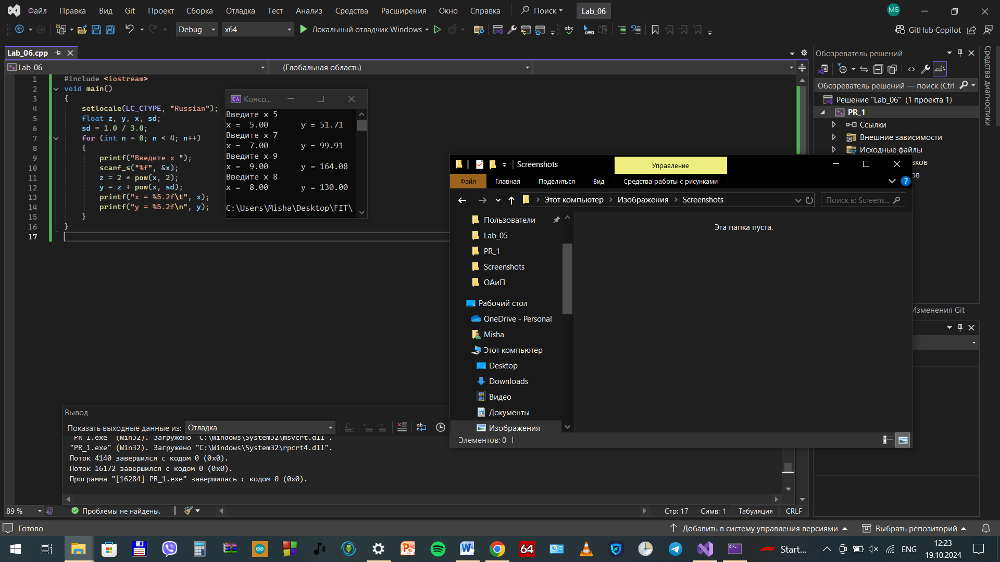 Файл Правка Вид Git Проект Сборка Отладка Тест Анализ Средства Расширения Окно Справка Поиск Lab_06 МБ
Debug x64 Локальный отладчик Windows GitHub Copilot
Lab_06.cpp
Lab_06 (Глобальная область)
1 #include <iostream>
2 void main()
3 {
4 setlocale(LC_CTYPE, "Russian");
5 float z, y, x, sd;
6 sd = 1.0 / 3.0;
7 for (int n = 0; n < 4; n++)
8 {
9 printf("Введите x ");
10 scanf_s("%f", &x);
11 z = 2 * pow(x, 2);
12 y = z + pow(x, sd);
13 printf("x = %5.2f\t", x);
14 printf("y = %5.2f\n", y);
15 }
16 }
17
Консо...
Введите x 5
x =  5.00 y = 51.71
Введите x 7
x =  7.00 y = 99.91
Введите x 9
x =  9.00 y = 164.08
Введите x 8
x =  8.00 y = 130.00
C:\Users\Misha\Desktop\FIT\
Обозреватель решений
Обозреватель решений — поиск (Ctrl
Решение "Lab_06" (1 проекта 1)
PR_1
Ссылки
Внешние зависимости
Исходные файлы
зков
ов
Средства диагностики
Изменения Git
Screenshots
Управление
Файл Главная Поделиться Вид Средства работы с рисунками
Этот компьютер Изображения Screenshots Поиск в: Screens...
Пользователи
Lab_05
PR_1
Screenshots
ОАиП
Рабочий стол
OneDrive - Personal
Misha
Этот компьютер
Desktop
Downloads
Видео
Документы
Изображения
Эта папка пуста.
Элементов: 0
Вывод
Показать выходные данные из: Отладка
"PR_1.exe" (Win32). Загружено "C:\Windows\System32\msvcrt.dll".
"PR_1.exe" (Win32). Загружено "C:\Windows\System32\rpcrt4.dll".
Поток 4140 завершился с кодом 0 (0x0).
Поток 16172 завершился с кодом 0 (0x0).
Программа "[16284] PR_1.exe" завершилась с кодом 0 (0x0).
89 % Проблемы не найдены. Стр: 17 Симв: 1 Табуляция CRLF
Готово Добавить в систему управления версиями Выбрать репозиторий
64 Start... ENG 12:23
19.10.2024